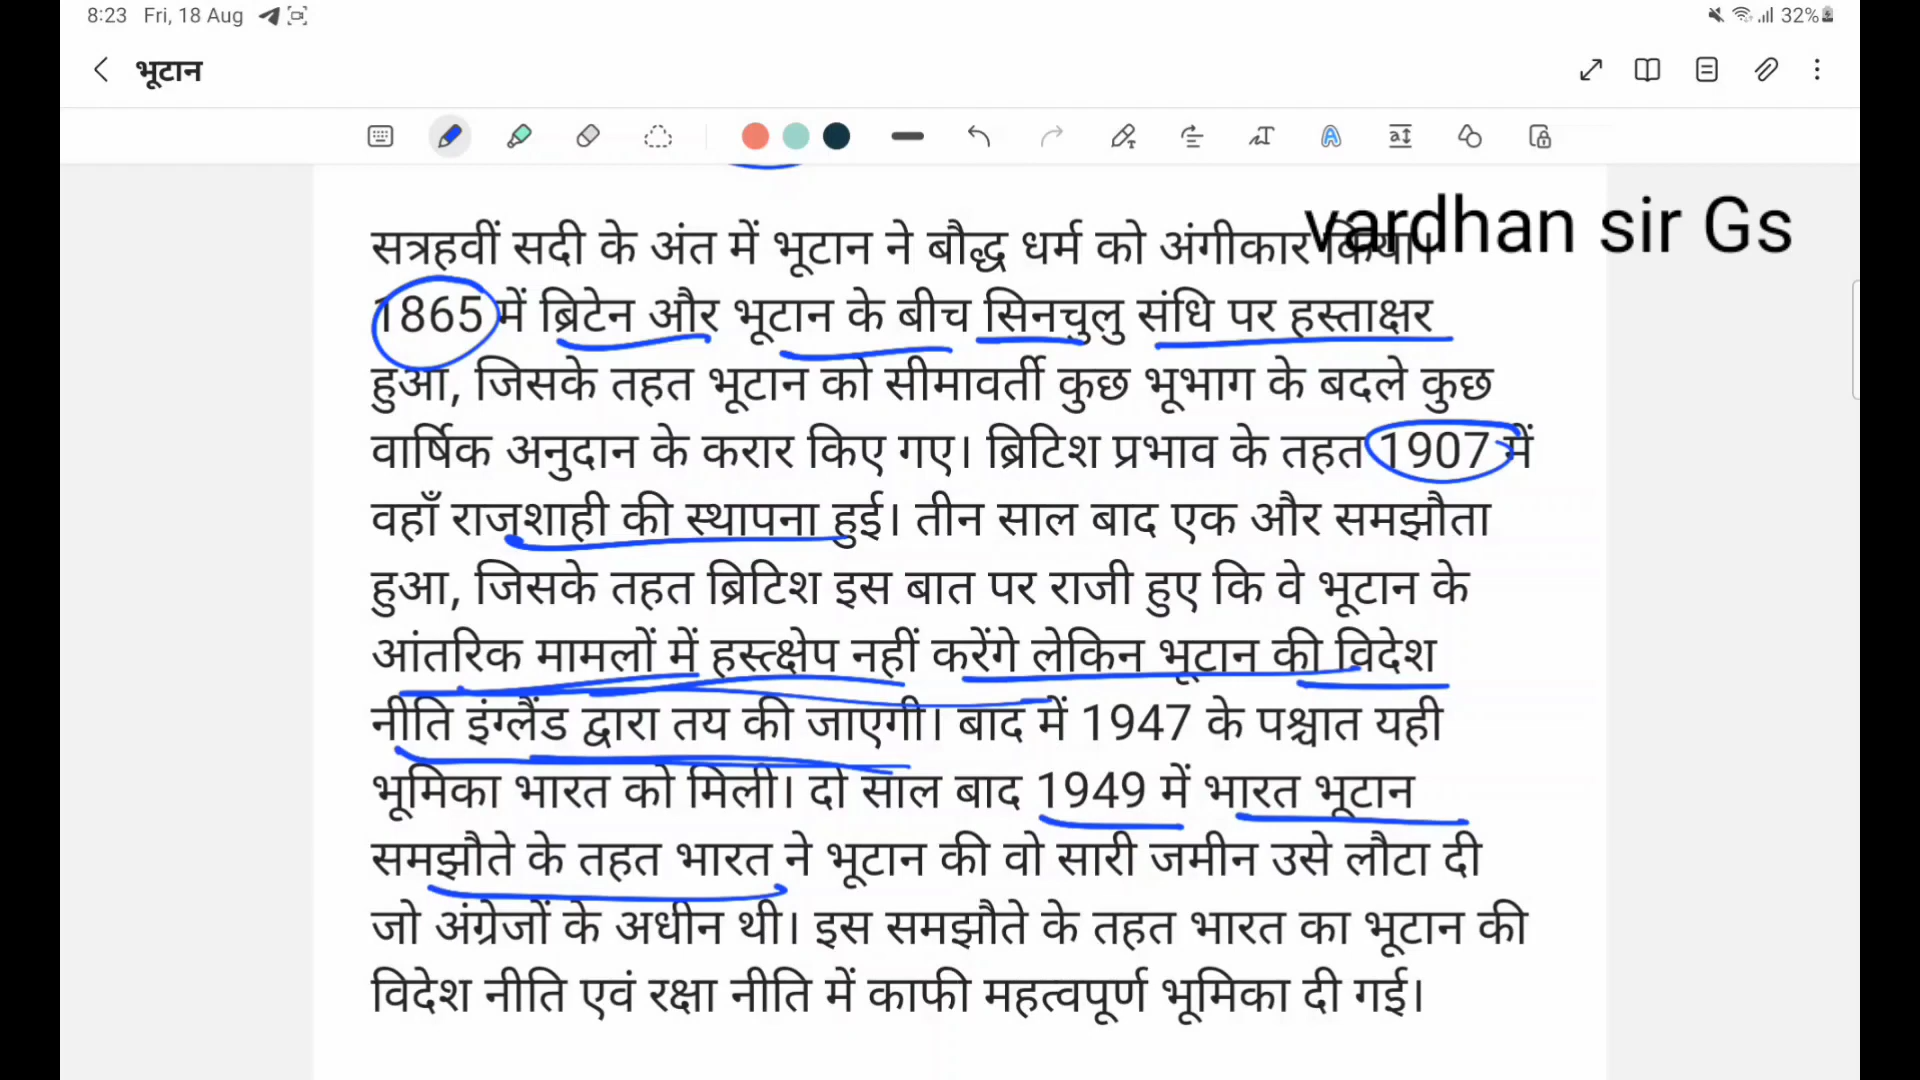 8:23 Fri, 18 Aug 32%
भूटान
vardhan sir Gs
सत्रहवीं सदी के अंत में भूटान ने बौद्ध धर्म को अंगीकार किया।
1865 में ब्रिटेन और भूटान के बीच सिनचुलु संधि पर हस्ताक्षर
हुआ, जिसके तहत भूटान को सीमावर्ती कुछ भूभाग के बदले कुछ
वार्षिक अनुदान के करार किए गए। ब्रिटिश प्रभाव के तहत 1907 में
वहाँ राजशाही की स्थापना हुई। तीन साल बाद एक और समझौता
हुआ, जिसके तहत ब्रिटिश इस बात पर राजी हुए कि वे भूटान के
आंतरिक मामलों में हस्त्क्षेप नहीं करेंगे लेकिन भूटान की विदेश
नीति इंग्लैंड द्वारा तय की जाएगी। बाद में 1947 के पश्चात यही
भूमिका भारत को मिली। दो साल बाद 1949 में भारत भूटान
समझौते के तहत भारत ने भूटान की वो सारी जमीन उसे लौटा दी
जो अंग्रेजों के अधीन थी। इस समझौते के तहत भारत का भूटान की
विदेश नीति एवं रक्षा नीति में काफी महत्वपूर्ण भूमिका दी गई।